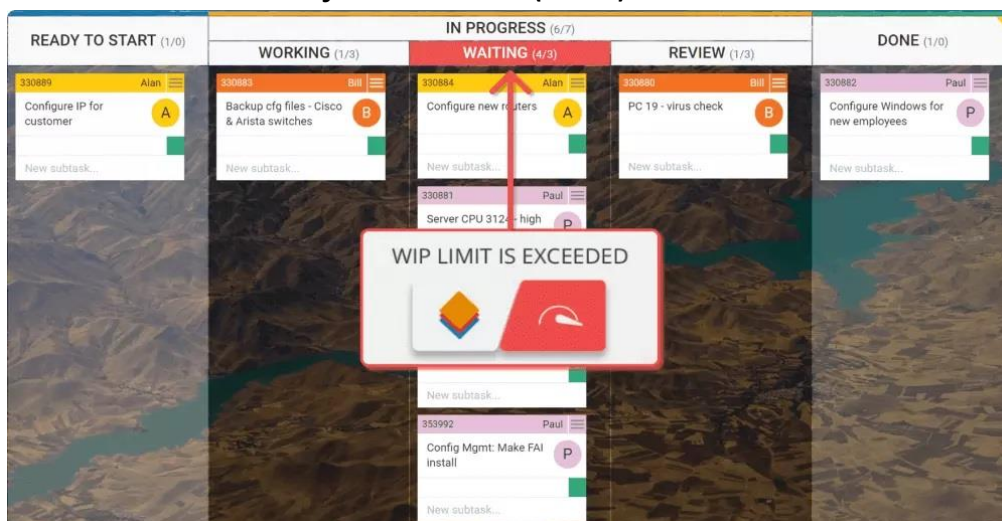 IN PROGRESS (6/7)
READY TO START (1/0)
DONE (1/0)
WORKING (1/3)
WAITING (4/3)
REVIEW (1/3)
330889 Alan
Configure IP for
customer
A
New subtask...
330883 Bill
Backup cfg files - Cisco
& Arista switches
B
New subtask...
330884 Alan
Configure new routers
A
New subtask...
330881 Paul
Server CPU 3124 - high
P
WIP LIMIT IS EXCEEDED
New subtask...
353992 Paul
Config Mgmt: Make FAI
install
P
New subtask...
330880 Bill
PC 19 - virus check
B
New subtask...
330882 Paul
Configure Windows for
new employees
P
New subtask...